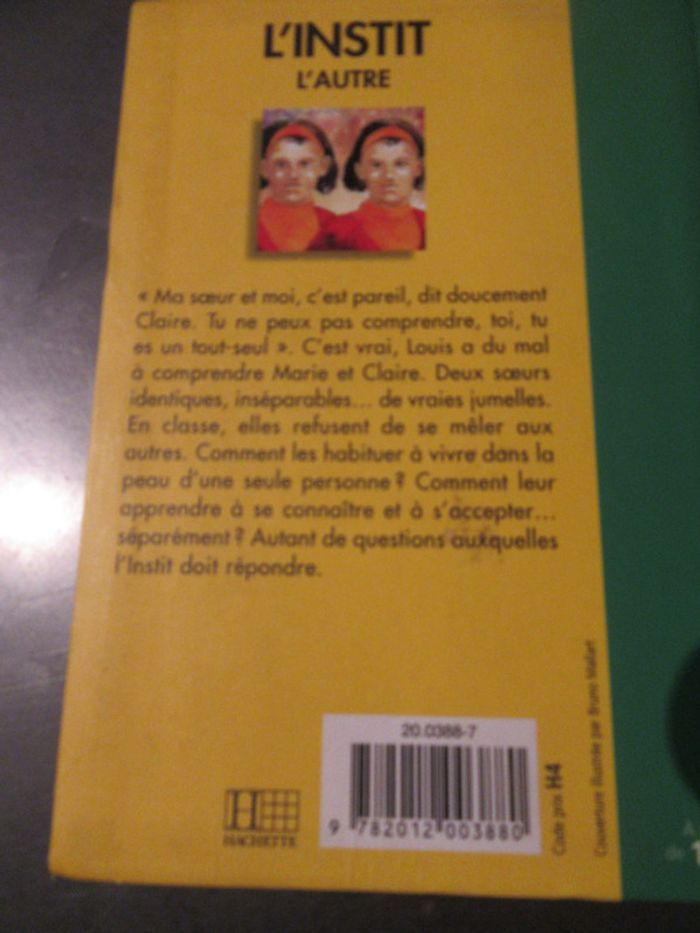 L'INSTIT
L'AUTRE
« Ma sœur et moi, c'est pareil, dit doucement
Claire. Tu ne peux pas comprendre, toi, tu
es un tout-seul ». C'est vrai, Louis a du mal
à comprendre Marie et Claire. Deux sœurs
identiques, inséparables... de vraies jumelles.
En classe, elles refusent de se mêler aux
autres. Comment les habituer à vivre dans la
peau d'une seule personne ? Comment leur
apprendre à se connaître et à s'accepter...
séparément ? Autant de questions auxquelles
l'Instit doit répondre.
20.0388-7
9 782012 003880
HACHETTE
Code prix H4
Couverture illustrée par Bruno Mallart
de 1